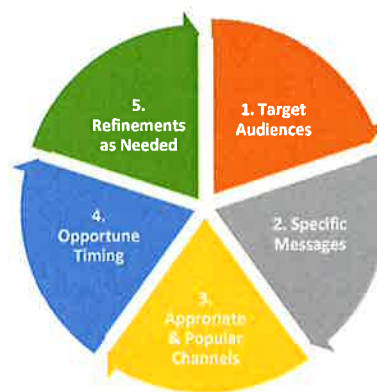 1. Target
Audiences
2. Specific
Messages
3.
Approriate
& Popular
Channels
4.
Opportune
Timing
5.
Refinements
as Needed